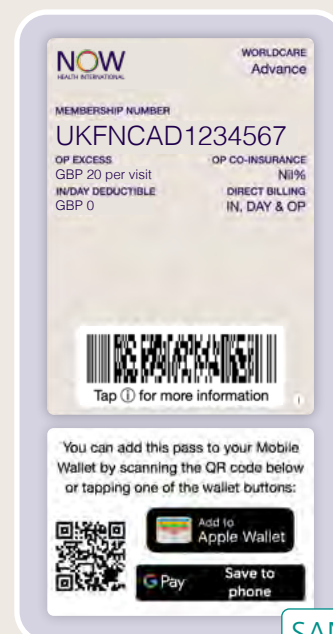 NOW
HEALTH INTERNATIONAL
WORLDCARE
Advance
MEMBERSHIP NUMBER
UKFNCAD1234567
OP EXCESS
GBP 20 per visit
OP CO-INSURANCE
Nil%
IN/DAY DEDUCTIBLE
GBP 0
DIRECT BILLING
IN, DAY & OP
Tap ⓘ for more information
You can add this pass to your Mobile
Wallet by scanning the QR code below
or tapping one of the wallet buttons:
Add to
Apple Wallet
G Pay
Save to
phone
SAN